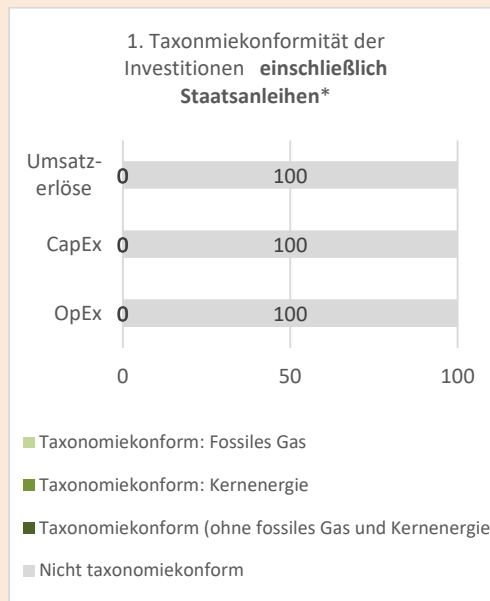 1. Taxonmiekonformität der
Investitionen einschließlich
Staatsanleihen*
Umsatz-
erlöse
0
100
CapEx
0
100
OpEx
0
100
0
50
100
Taxonomiekonform: Fossiles Gas
Taxonomiekonform: Kernenergie
Taxonomiekonform (ohne fossiles Gas und Kernenergie
Nicht taxonomiekonform